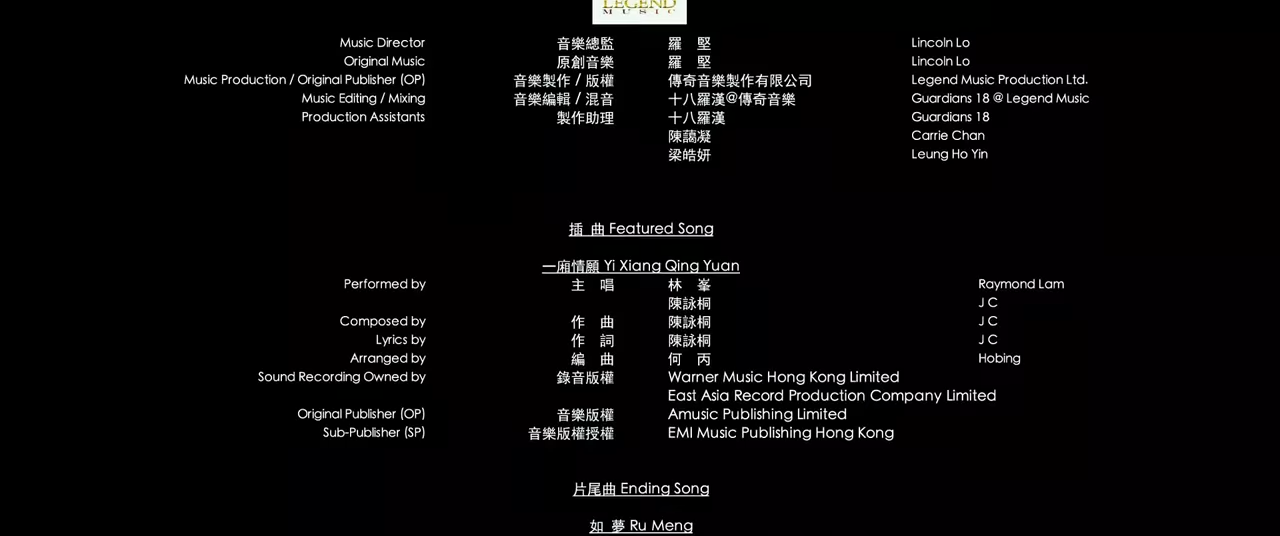 LEGEND
MUSIC
Music Director 音樂總監 羅 堅 Lincoln Lo
Original Music 原創音樂 羅 堅 Lincoln Lo
Music Production / Original Publisher (OP) 音樂製作 / 版權 傳奇音樂製作有限公司 Legend Music Production Ltd.
Music Editing / Mixing 音樂編輯 / 混音 十八羅漢@傳奇音樂 Guardians 18 @ Legend Music
Production Assistants 製作助理 十八羅漢 Guardians 18
陳藹凝 Carrie Chan
梁皓妍 Leung Ho Yin
插 曲 Featured Song
一廂情願 Yi Xiang Qing Yuan
Performed by 主 唱 林 峯 Raymond Lam
陳詠桐 J C
Composed by 作 曲 陳詠桐 J C
Lyrics by 作 詞 陳詠桐 J C
Arranged by 編 曲 何 丙 Hobing
Sound Recording Owned by 錄音版權 Warner Music Hong Kong Limited
East Asia Record Production Company Limited
Original Publisher (OP) 音樂版權 Amusic Publishing Limited
Sub-Publisher (SP) 音樂版權授權 EMI Music Publishing Hong Kong
片尾曲 Ending Song
如 夢 Ru Meng